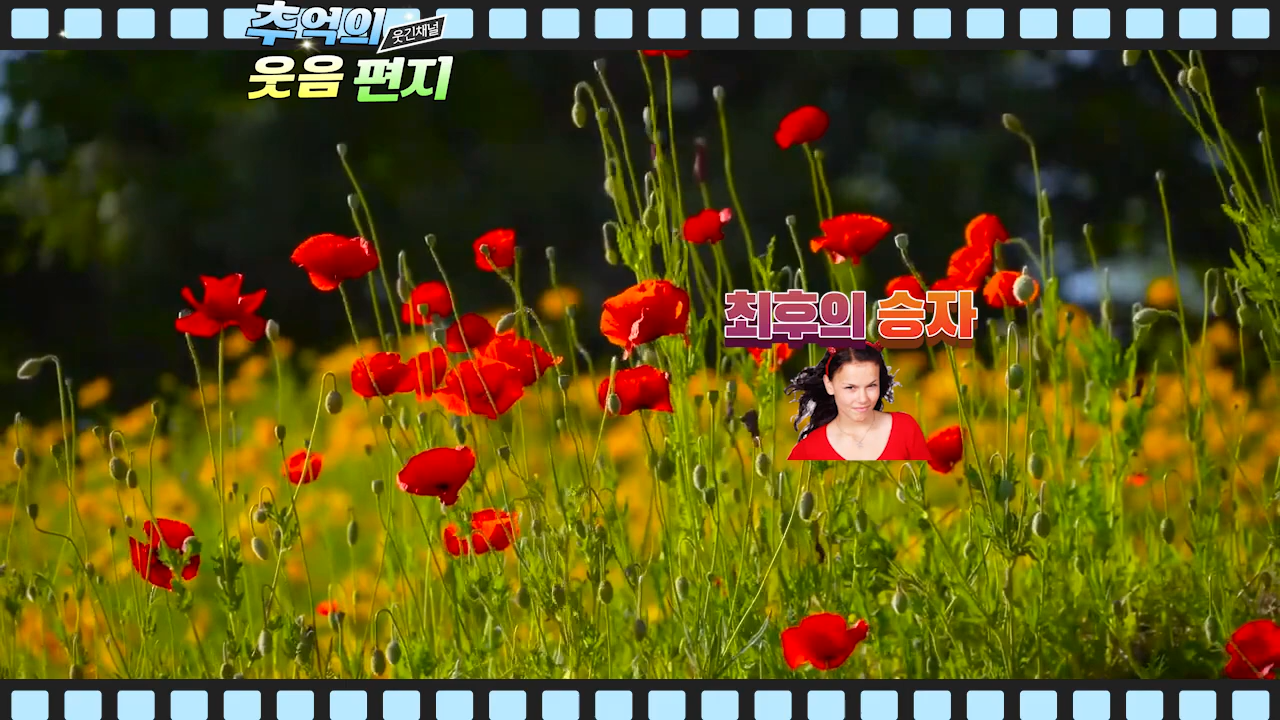 추억의 웃긴채널
웃음 편지
최후의 승자